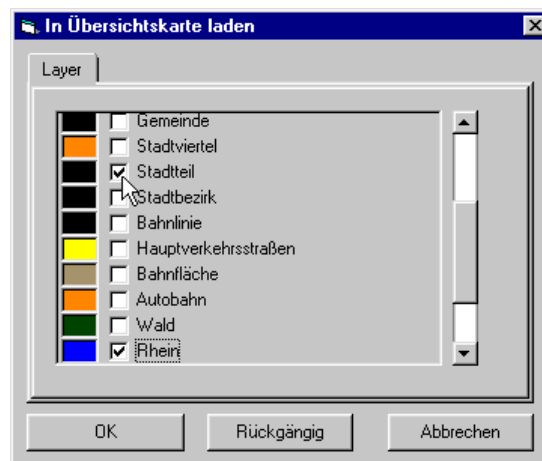 In Übersichtskarte laden
Layer
Gemeinde
Stadtviertel
Stadtteil
Stadtbezirk
Bahnlinie
Hauptverkehrsstraßen
Bahnfläche
Autobahn
Wald
Rhein
OK Rückgängig Abbrechen